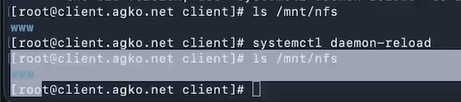 [root@client.agko.net client]# ls /mnt/nfs
www
[root@client.agko.net client]# systemctl daemon-reload
[root@client.agko.net client]# ls /mnt/nfs
www
[root@client.agko.net client]#